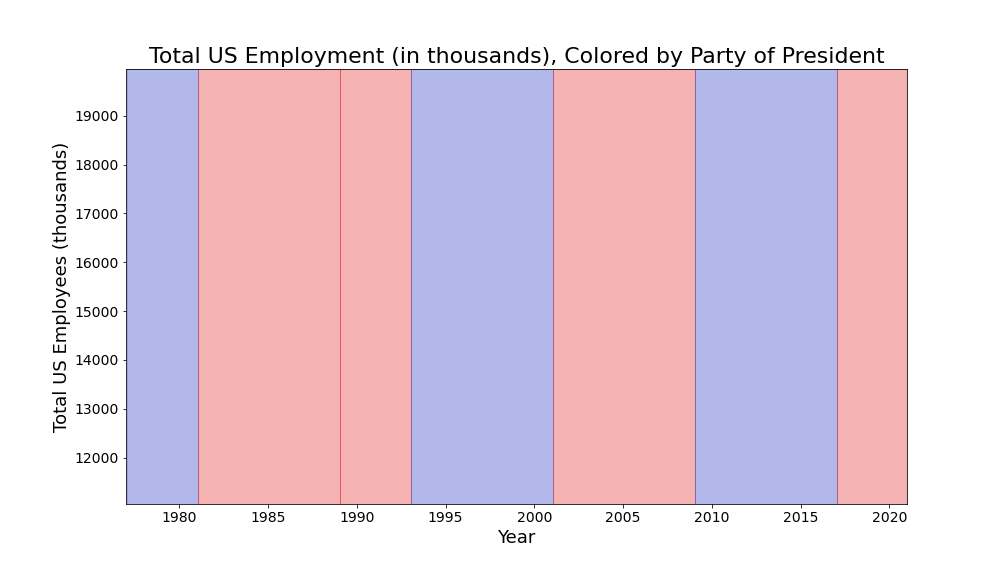 Total US Employment (in thousands), Colored by Party of President
Total US Employees (thousands)
19000
18000
17000
16000
15000
14000
13000
12000
1980 1985 1990 1995 2000 2005 2010 2015 2020
Year